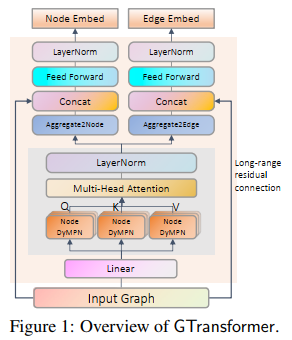 Node Embed Edge Embed
LayerNorm LayerNorm
Feed Forward Feed Forward
Concat Concat
Aggregate2Node Aggregate2Edge
LayerNorm
Long-range
residual
connection
Multi-Head Attention
Q K V
Node Node Node
DyMPN DyMPN DyMPN
Linear
Input Graph
Figure 1: Overview of GTransformer.